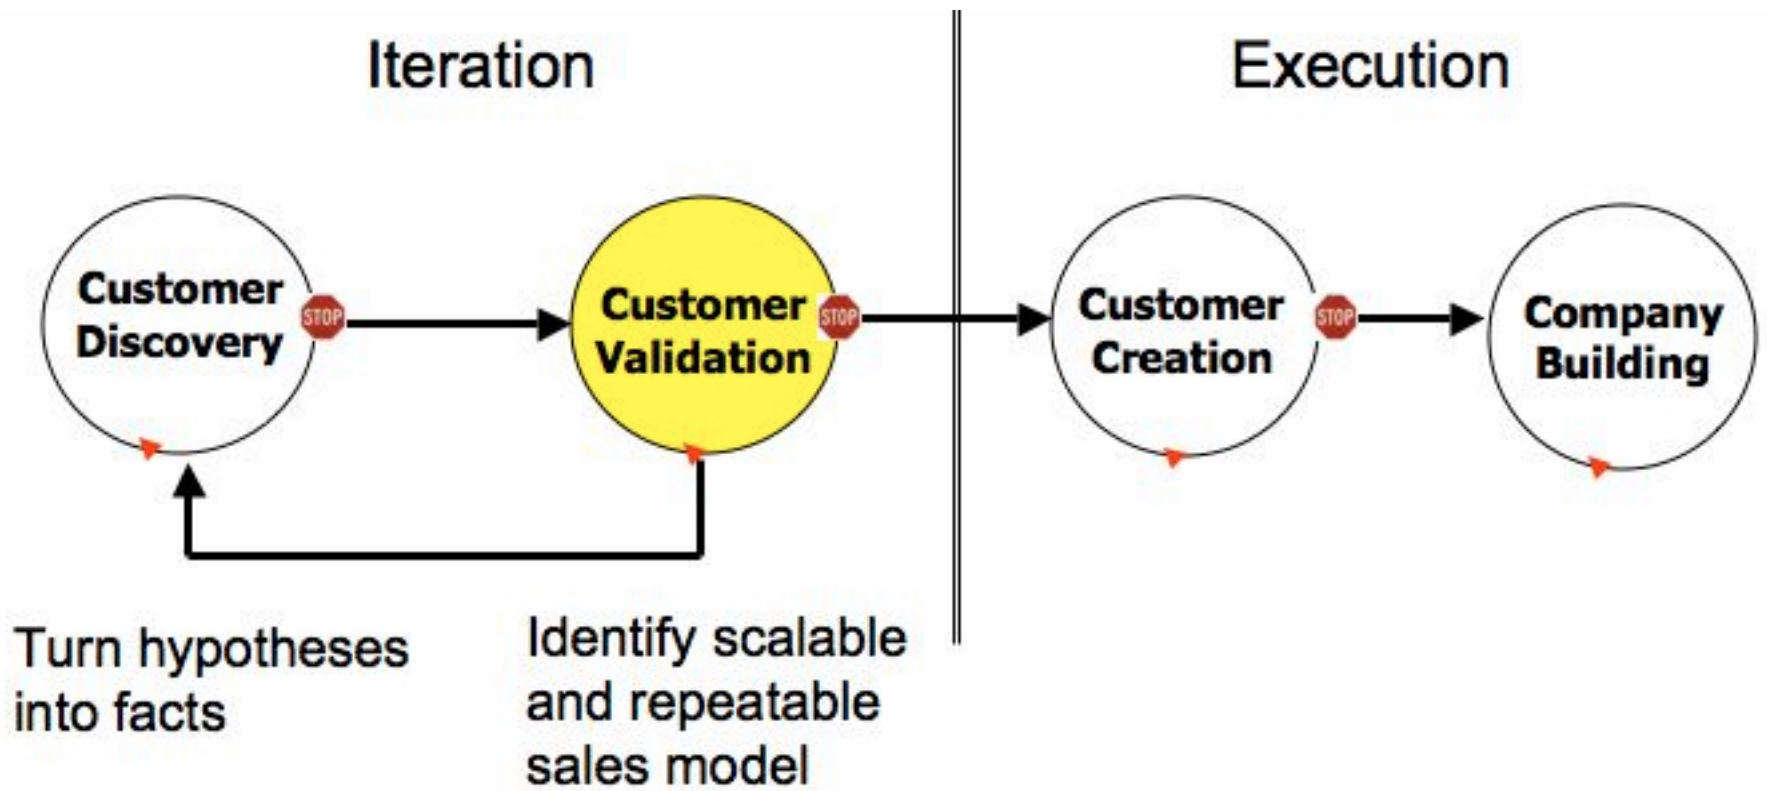 Iteration
Execution
Customer
Discovery
STOP
Customer
Validation
STOP
Customer
Creation
STOP
Company
Building
Turn hypotheses
into facts
Identify scalable
and repeatable
sales model